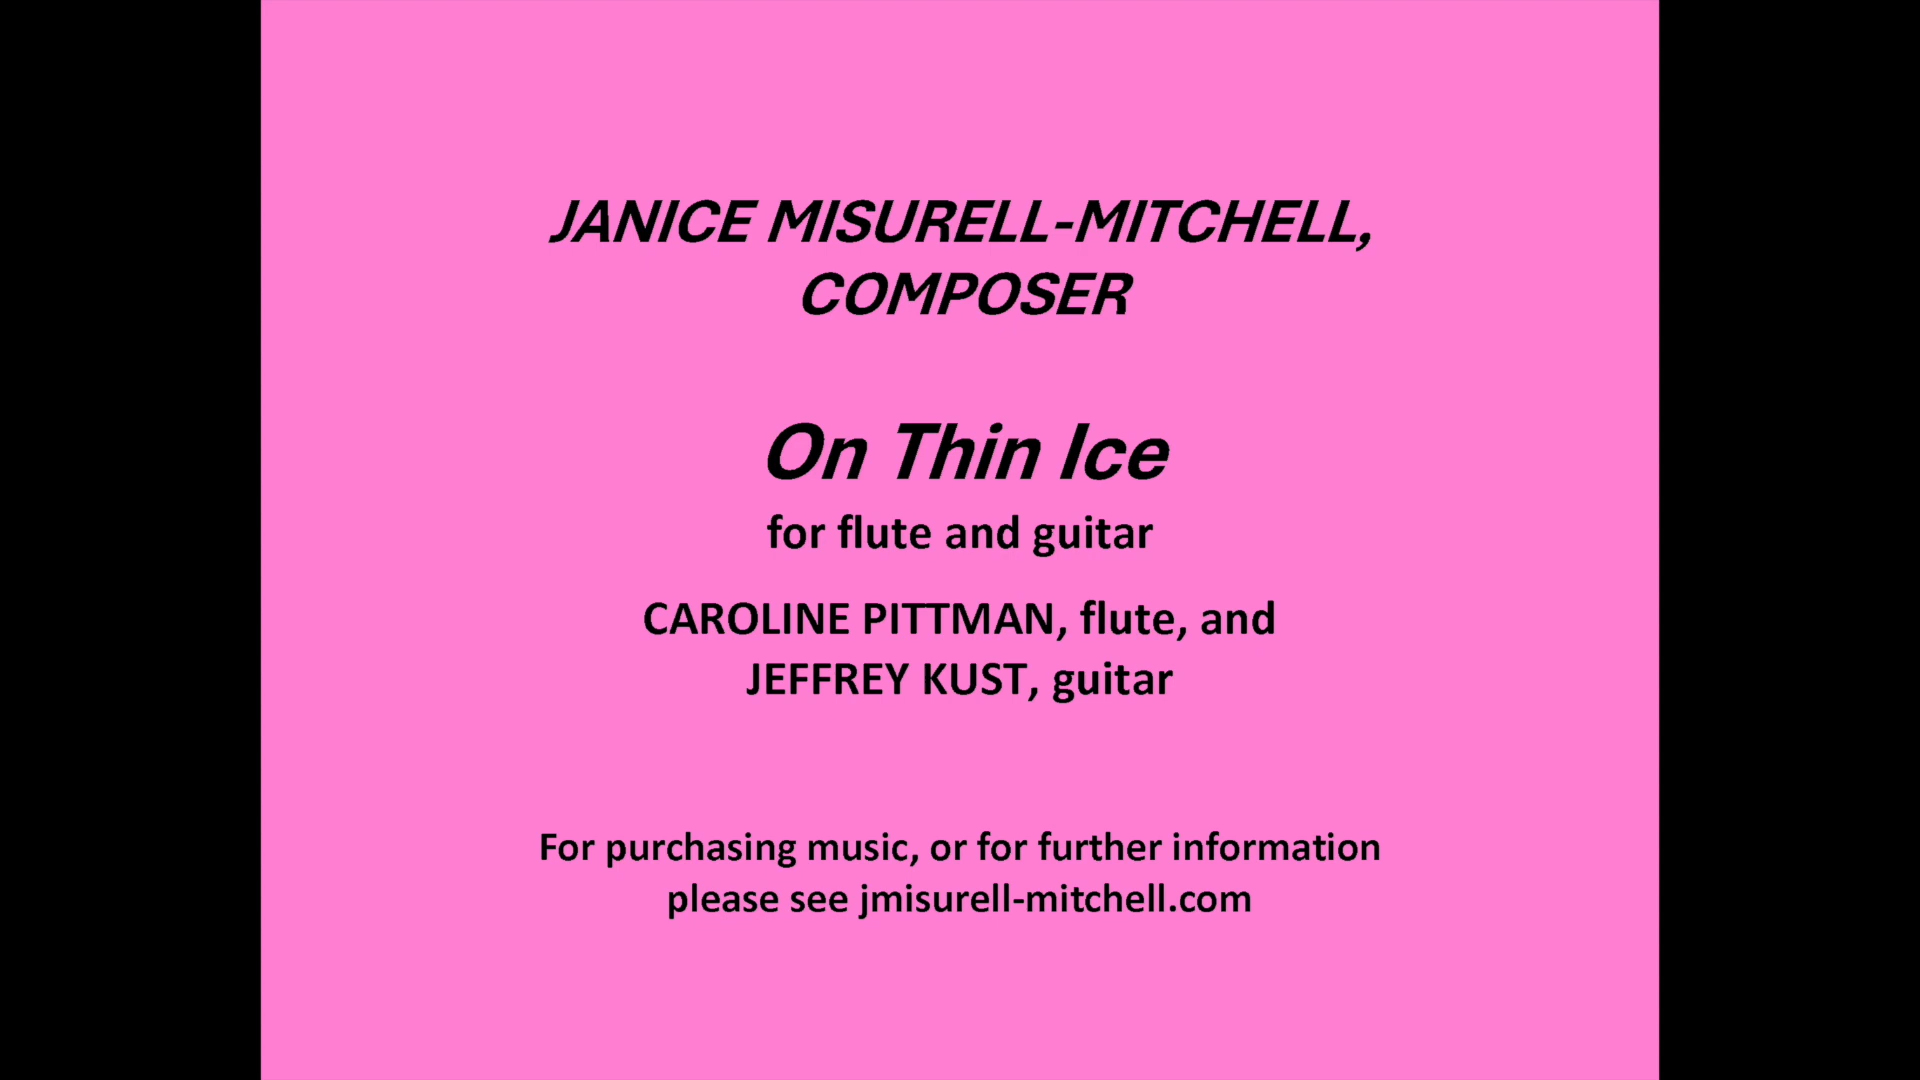 JANICE MISURELL-MITCHELL,
COMPOSER
On Thin Ice
for flute and guitar
CAROLINE PITTMAN, flute, and
JEFFREY KUST, guitar
For purchasing music, or for further information
please see jmisurell-mitchell.com